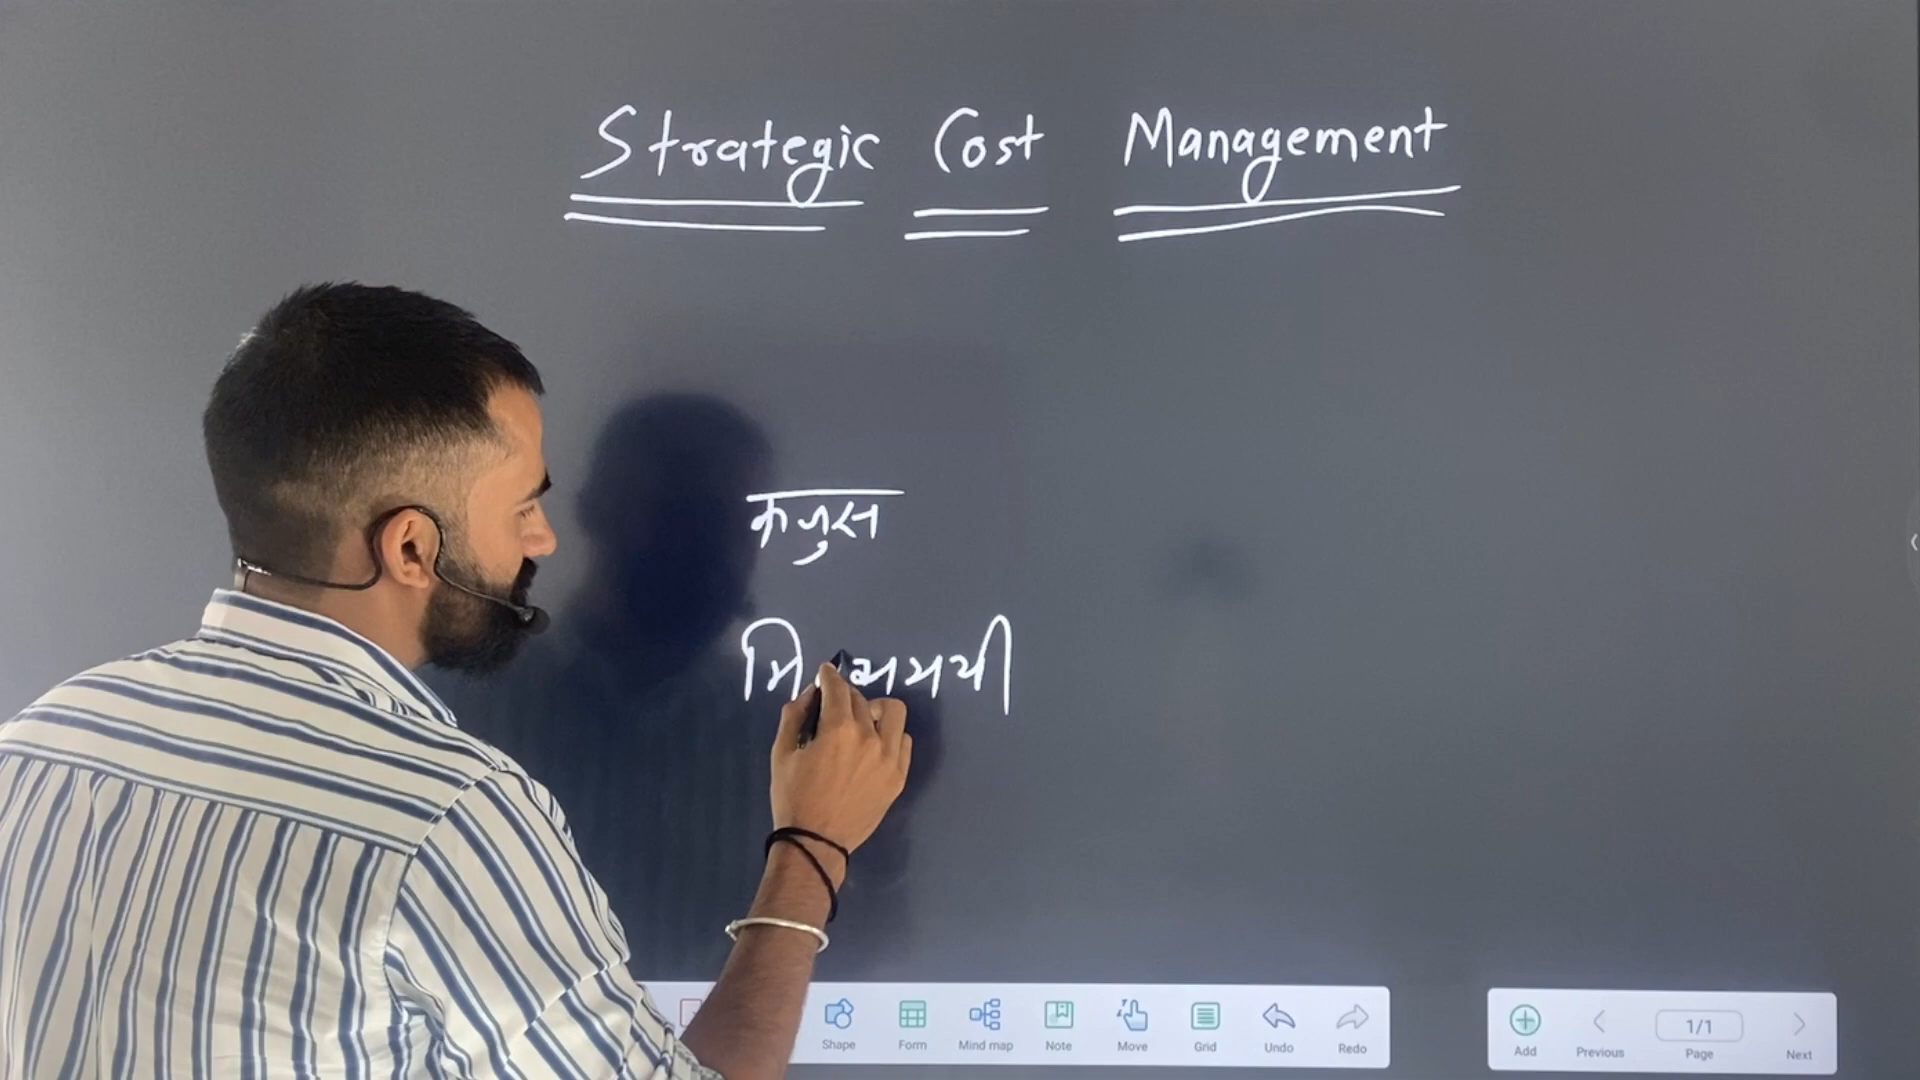 Strategic Cost Management
कजुस
Shape Form Mind map Note Move Grid Undo Redo
Add Previous 1/1 Page Next